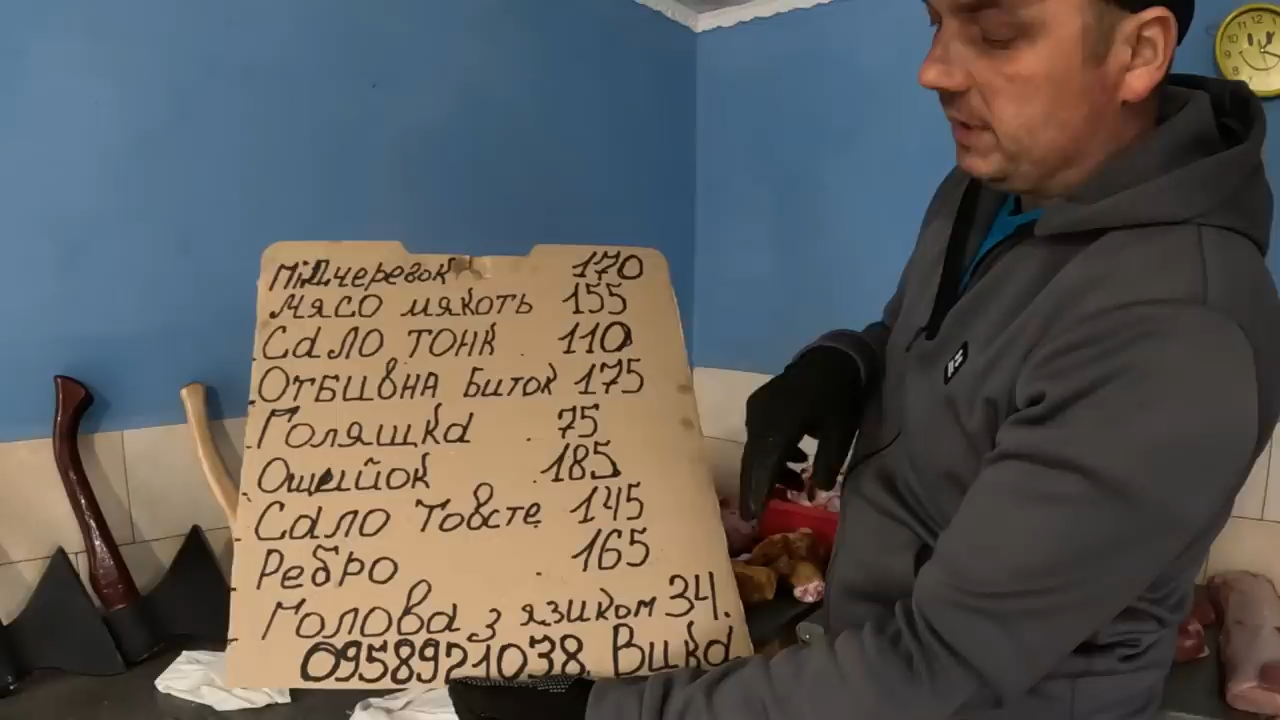 Підчеревок 170
Мясо мякоть 155
Сало тонк. 110
Отбивна биток 175
Голяшка 75
Ошийок 185
Сало товсте 145
Ребро 165
Голова з язиком 34.
0958921038. Вика